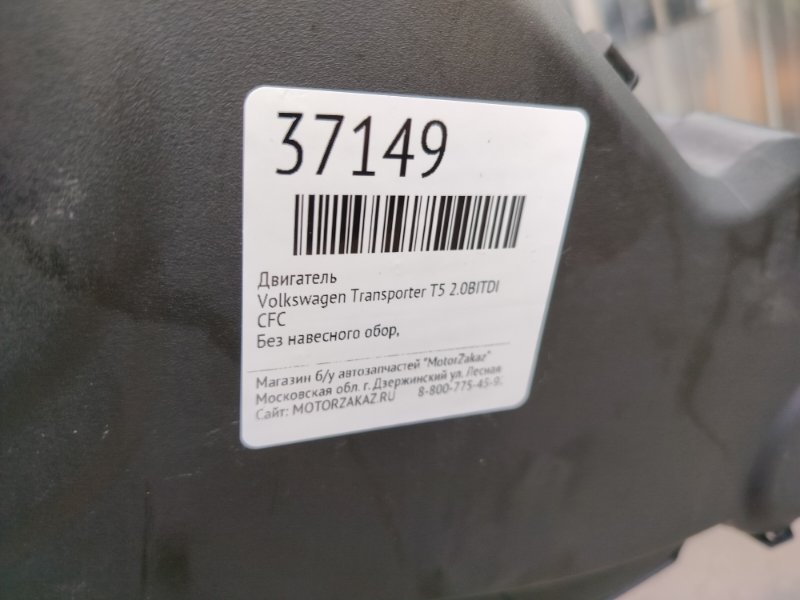 37149
Двигатель
Volkswagen Transporter T5 2.0BITDI
CFC
Без навесного обор,
Магазин б/у автозапчастей "MotorZakaz"
Московская обл. г. Дзержинский ул. Лесная
Сайт: MOTORZAKAZ.RU 8-800-775-45-9